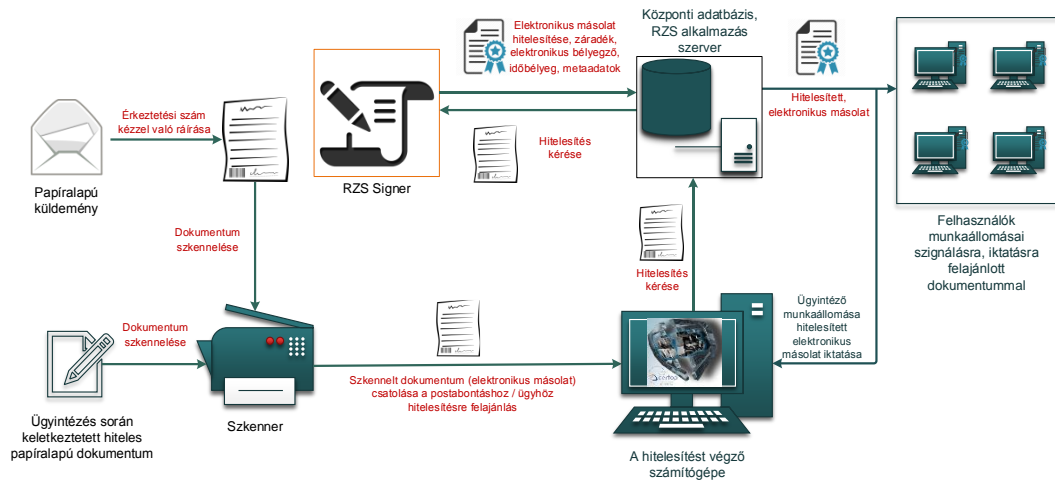 Elektronikus másolat
hitelesítése, záradék,
elektronikus bélyegző,
időbélyeg, metaadatok
Központi adatbázis,
RZS alkalmazás
szerver
Érkeztetési szám
kézzel való ráírása
Hitelesített,
elektronikus másolat
Hitelesítés
kérése
Papíralapú
küldemény
RZS Signer
Felhasználók
munkaállomásai
szignálásra, iktatásra
felajánlott
dokumentummal
Dokumentum
szkennelése
Hitelesítés
kérése
Ügyintéző
munkaállomása
hitelesített
elektronikus
másolat iktatása
Dokumentum
szkennelése
Szkennelt dokumentum (elektronikus másolat)
csatolása a postabontáshoz / ügyhöz
hitelesítésre felajánlás
Ügyintézés során
keletkeztetett hiteles
papíralapú dokumentum
Szkenner
A hitelesítést végző
számítógépe